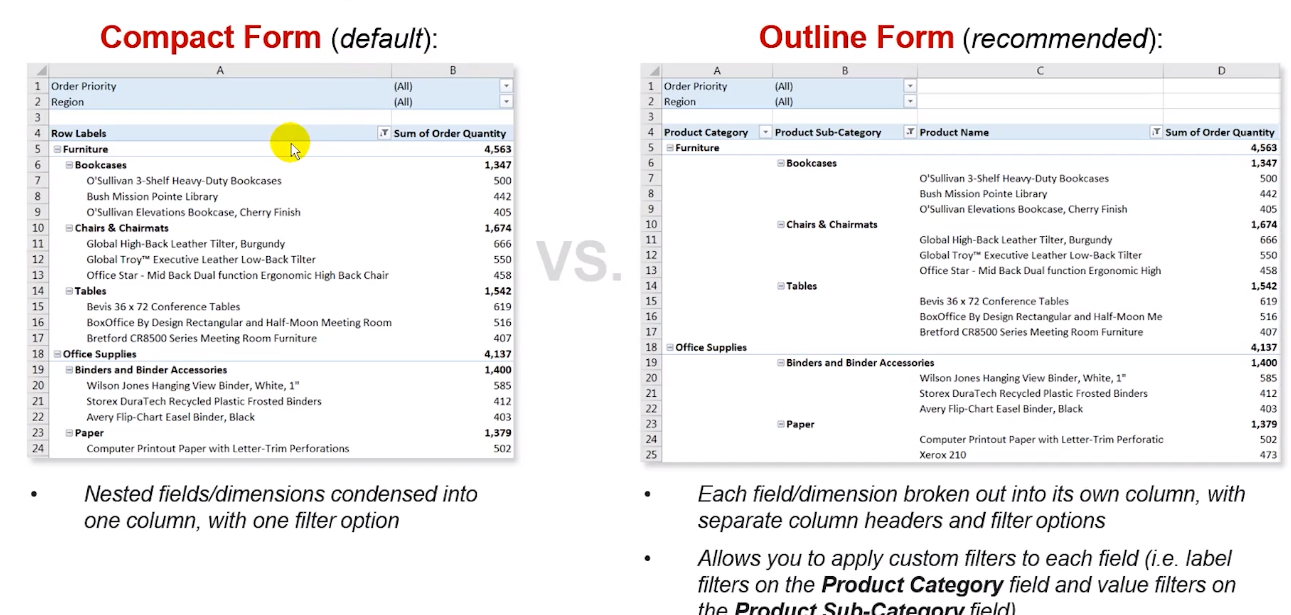 Compact Form (default):
A B
1 Order Priority (All)
2 Region (All)
3
4 Row Labels Sum of Order Quantity
5 Furniture 4,563
6 Bookcases 1,347
7 O'Sullivan 3-Shelf Heavy-Duty Bookcases 500
8 Bush Mission Pointe Library 442
9 O'Sullivan Elevations Bookcase, Cherry Finish 405
10 Chairs & Chairmats 1,674
11 Global High-Back Leather Tilter, Burgundy 666
12 Global Troy™ Executive Leather Low-Back Tilter 550
13 Office Star - Mid Back Dual function Ergonomic High Back Chair 458
14 Tables 1,542
15 Bevis 36 x 72 Conference Tables 619
16 BoxOffice By Design Rectangular and Half-Moon Meeting Room 516
17 Bretford CR8500 Series Meeting Room Furniture 407
18 Office Supplies 4,137
19 Binders and Binder Accessories 1,400
20 Wilson Jones Hanging View Binder, White, 1" 585
21 Storex DuraTech Recycled Plastic Frosted Binders 412
22 Avery Flip-Chart Easel Binder, Black 403
23 Paper 1,379
24 Computer Printout Paper with Letter-Trim Perforations 502
• Nested fields/dimensions condensed into
one column, with one filter option
VS.
Outline Form (recommended):
A B C D
1 Order Priority (All)
2 Region (All)
3
4 Product Category Product Sub-Category Product Name Sum of Order Quantity
5 Furniture 4,563
6 Bookcases 1,347
7 O'Sullivan 3-Shelf Heavy-Duty Bookcases 500
8 Bush Mission Pointe Library 442
9 O'Sullivan Elevations Bookcase, Cherry Finish 405
10 Chairs & Chairmats 1,674
11 Global High-Back Leather Tilter, Burgundy 666
12 Global Troy™ Executive Leather Low-Back Tilter 550
13 Office Star - Mid Back Dual function Ergonomic High 458
14 Tables 1,542
15 Bevis 36 x 72 Conference Tables 619
16 BoxOffice By Design Rectangular and Half-Moon Me 516
17 Bretford CR8500 Series Meeting Room Furniture 407
18 Office Supplies 4,137
19 Binders and Binder Accessories 1,400
20 Wilson Jones Hanging View Binder, White, 1" 585
21 Storex DuraTech Recycled Plastic Frosted Binders 412
22 Avery Flip-Chart Easel Binder, Black 403
23 Paper 1,379
24 Computer Printout Paper with Letter-Trim Perforatio 502
25 Xerox 210 473
• Each field/dimension broken out into its own column, with
separate column headers and filter options
• Allows you to apply custom filters to each field (i.e. label
filters on the Product Category field and value filters on
the Product Sub-Category field)